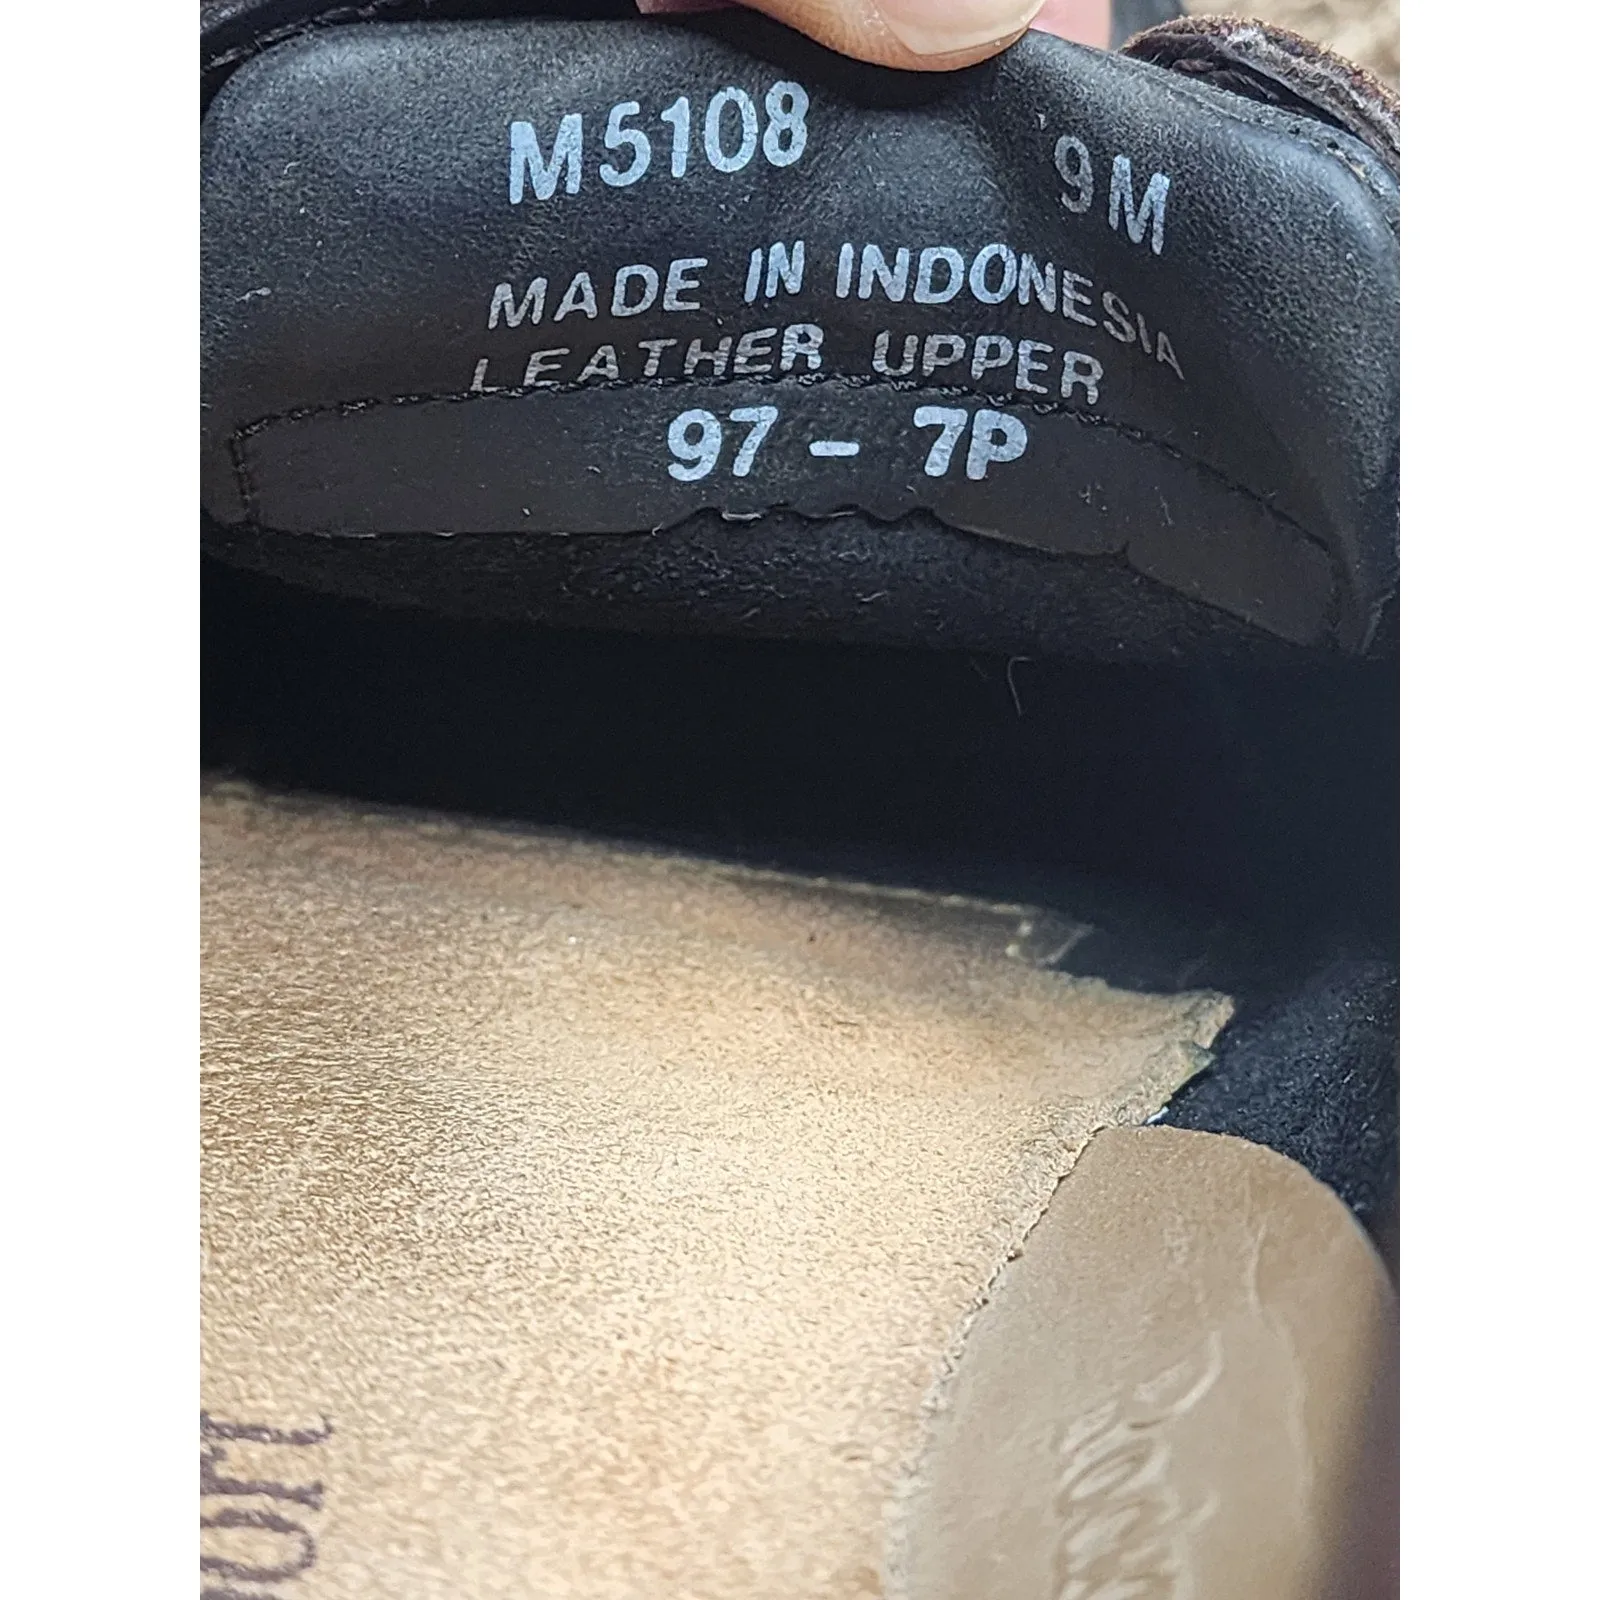 M5108 9M
MADE IN INDONESIA
LEATHER UPPER
97 - 7P